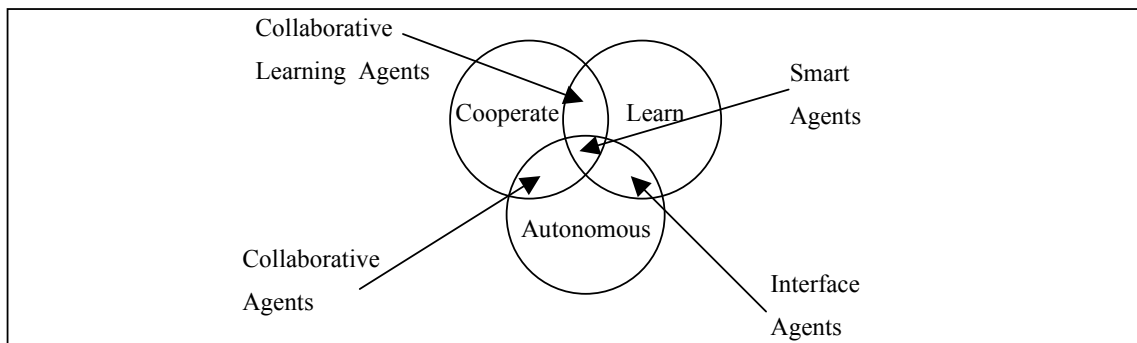 Collaborative
Learning Agents
Smart
Agents
Cooperate
Learn
Autonomous
Collaborative
Agents
Interface
Agents